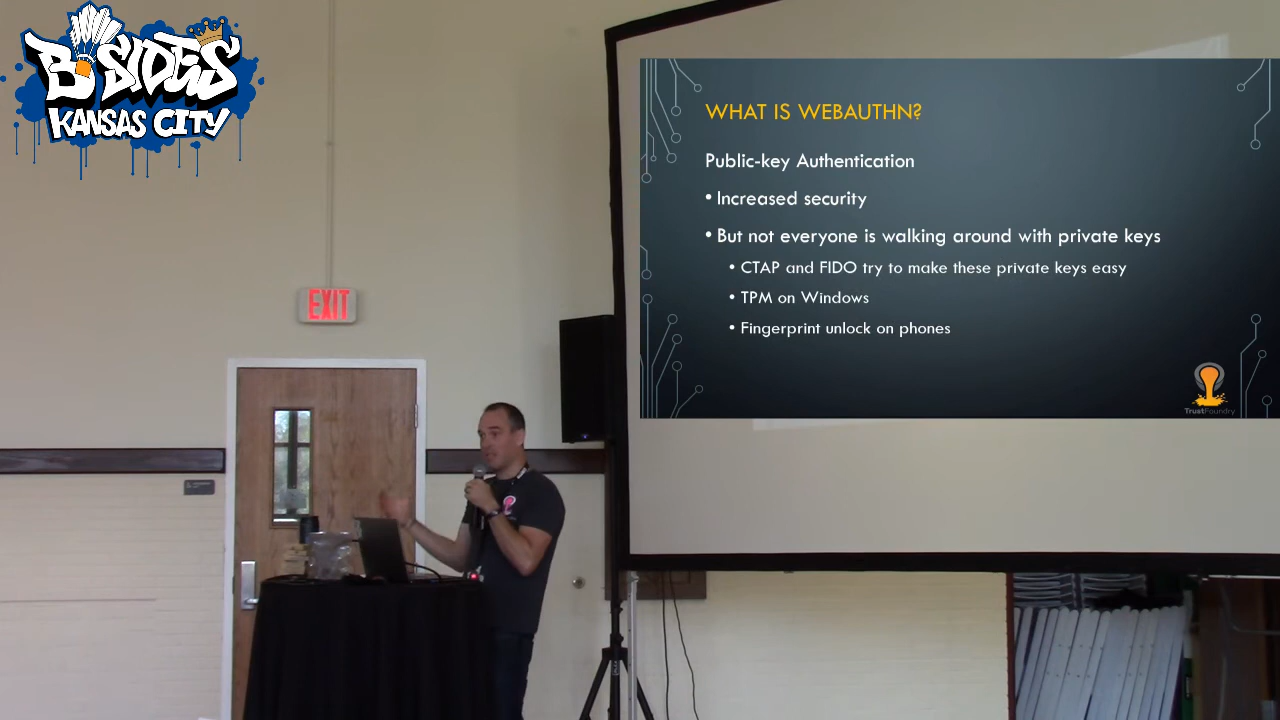 B•SIDES
KANSAS CITY
WHAT IS WEBAUTHN?
Public-key Authentication
• Increased security
• But not everyone is walking around with private keys
• CTAP and FIDO try to make these private keys easy
• TPM on Windows
• Fingerprint unlock on phones
TrustFoundry
EXIT